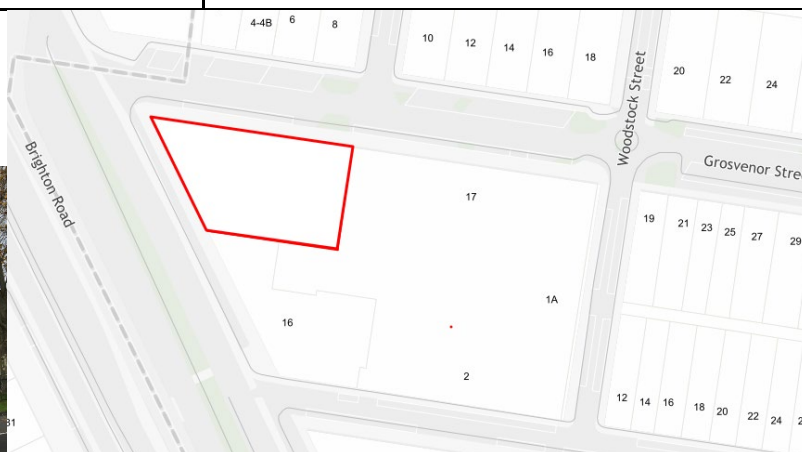 4-4B 6 8
10 12 14 16 18
20 22 24
Woodstock Street
Brighton Road
Grosvenor Stre
17
19 21 23 25 27 29
1A
16
2
12 14 16 18 20 22 24 2
31